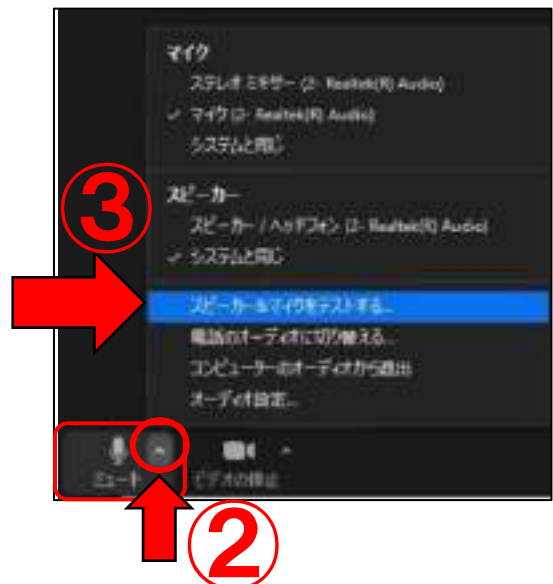 マイク
ステレオ ミキサー (2- Realtek(R) Audio)
✓ マイク (2- Realtek(R) Audio)
システムと同じ
③
スピーカー
スピーカー / ヘッドフォン (2- Realtek(R) Audio)
✓ システムと同じ
スピーカー&マイクをテストする...
電話のオーディオに切り替える...
コンピューターのオーディオから退出
オーディオ設定...
ミュート
ビデオの停止
②